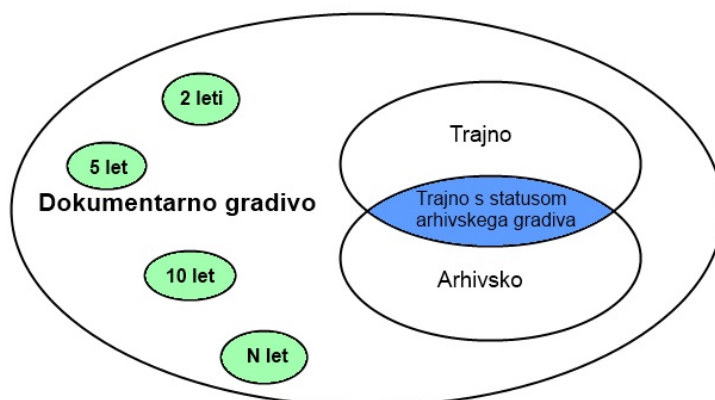 2 leti
5 let
Dokumentarno gradivo
10 let
N let
Trajno
Trajno s statusom
arhivskega gradiva
Arhivsko